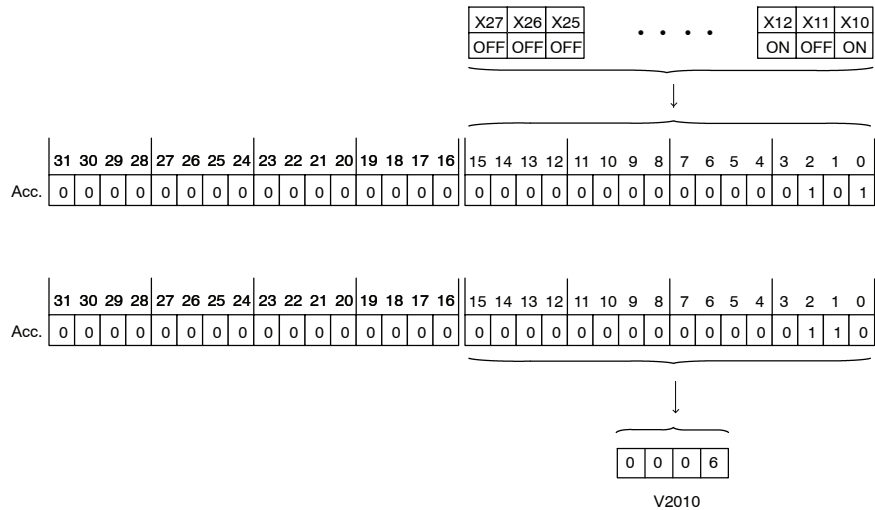 X27 X26 X25 X12 X11 X10
OFF OFF OFF ON OFF ON
31 30 29 28 27 26 25 24 23 22 21 20 19 18 17 16 15 14 13 12 11 10 9 8 7 6 5 4 3 2 1 0
Acc. 0 0 0 0 0 0 0 0 0 0 0 0 0 0 0 0 0 0 0 0 0 0 0 0 0 0 0 0 0 1 0 1
31 30 29 28 27 26 25 24 23 22 21 20 19 18 17 16 15 14 13 12 11 10 9 8 7 6 5 4 3 2 1 0
Acc. 0 0 0 0 0 0 0 0 0 0 0 0 0 0 0 0 0 0 0 0 0 0 0 0 0 0 0 0 0 1 1 0
0 0 0 6
V2010